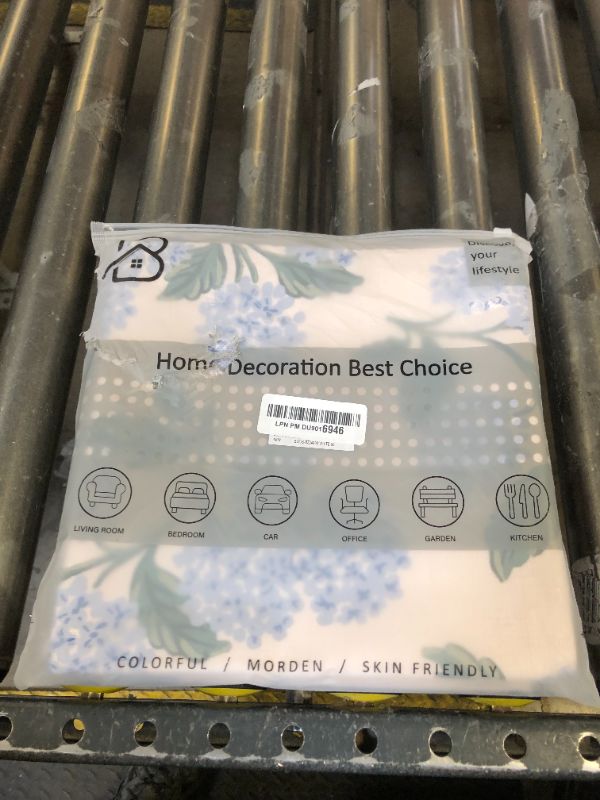 Discover
your
lifestyle
Home Decoration Best Choice
LPN PM DU9016946
LIVING ROOM
BEDROOM
CAR
OFFICE
GARDEN
KITCHEN
COLORFUL / MORDEN / SKIN FRIENDLY